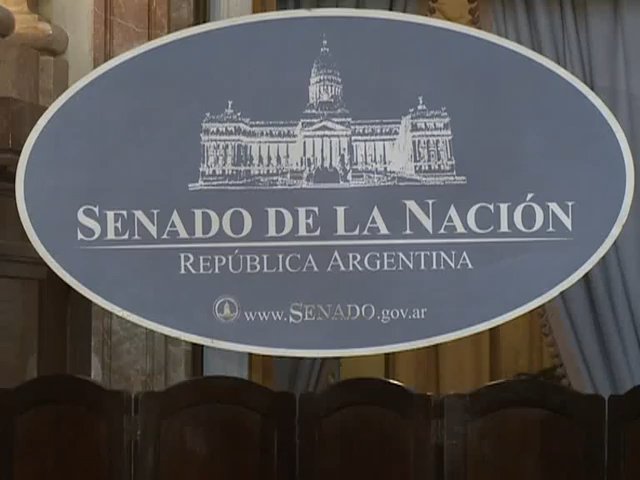 SENADO DE LA NACIÓN
REPÚBLICA ARGENTINA
www.SENADO.gov.ar